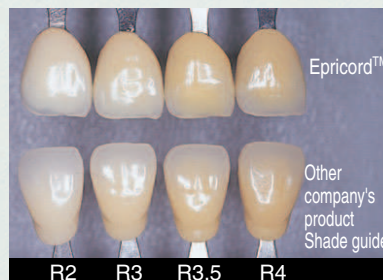 Epricord™
Other
company's
product
Shade guide
R2 R3 R3.5 R4